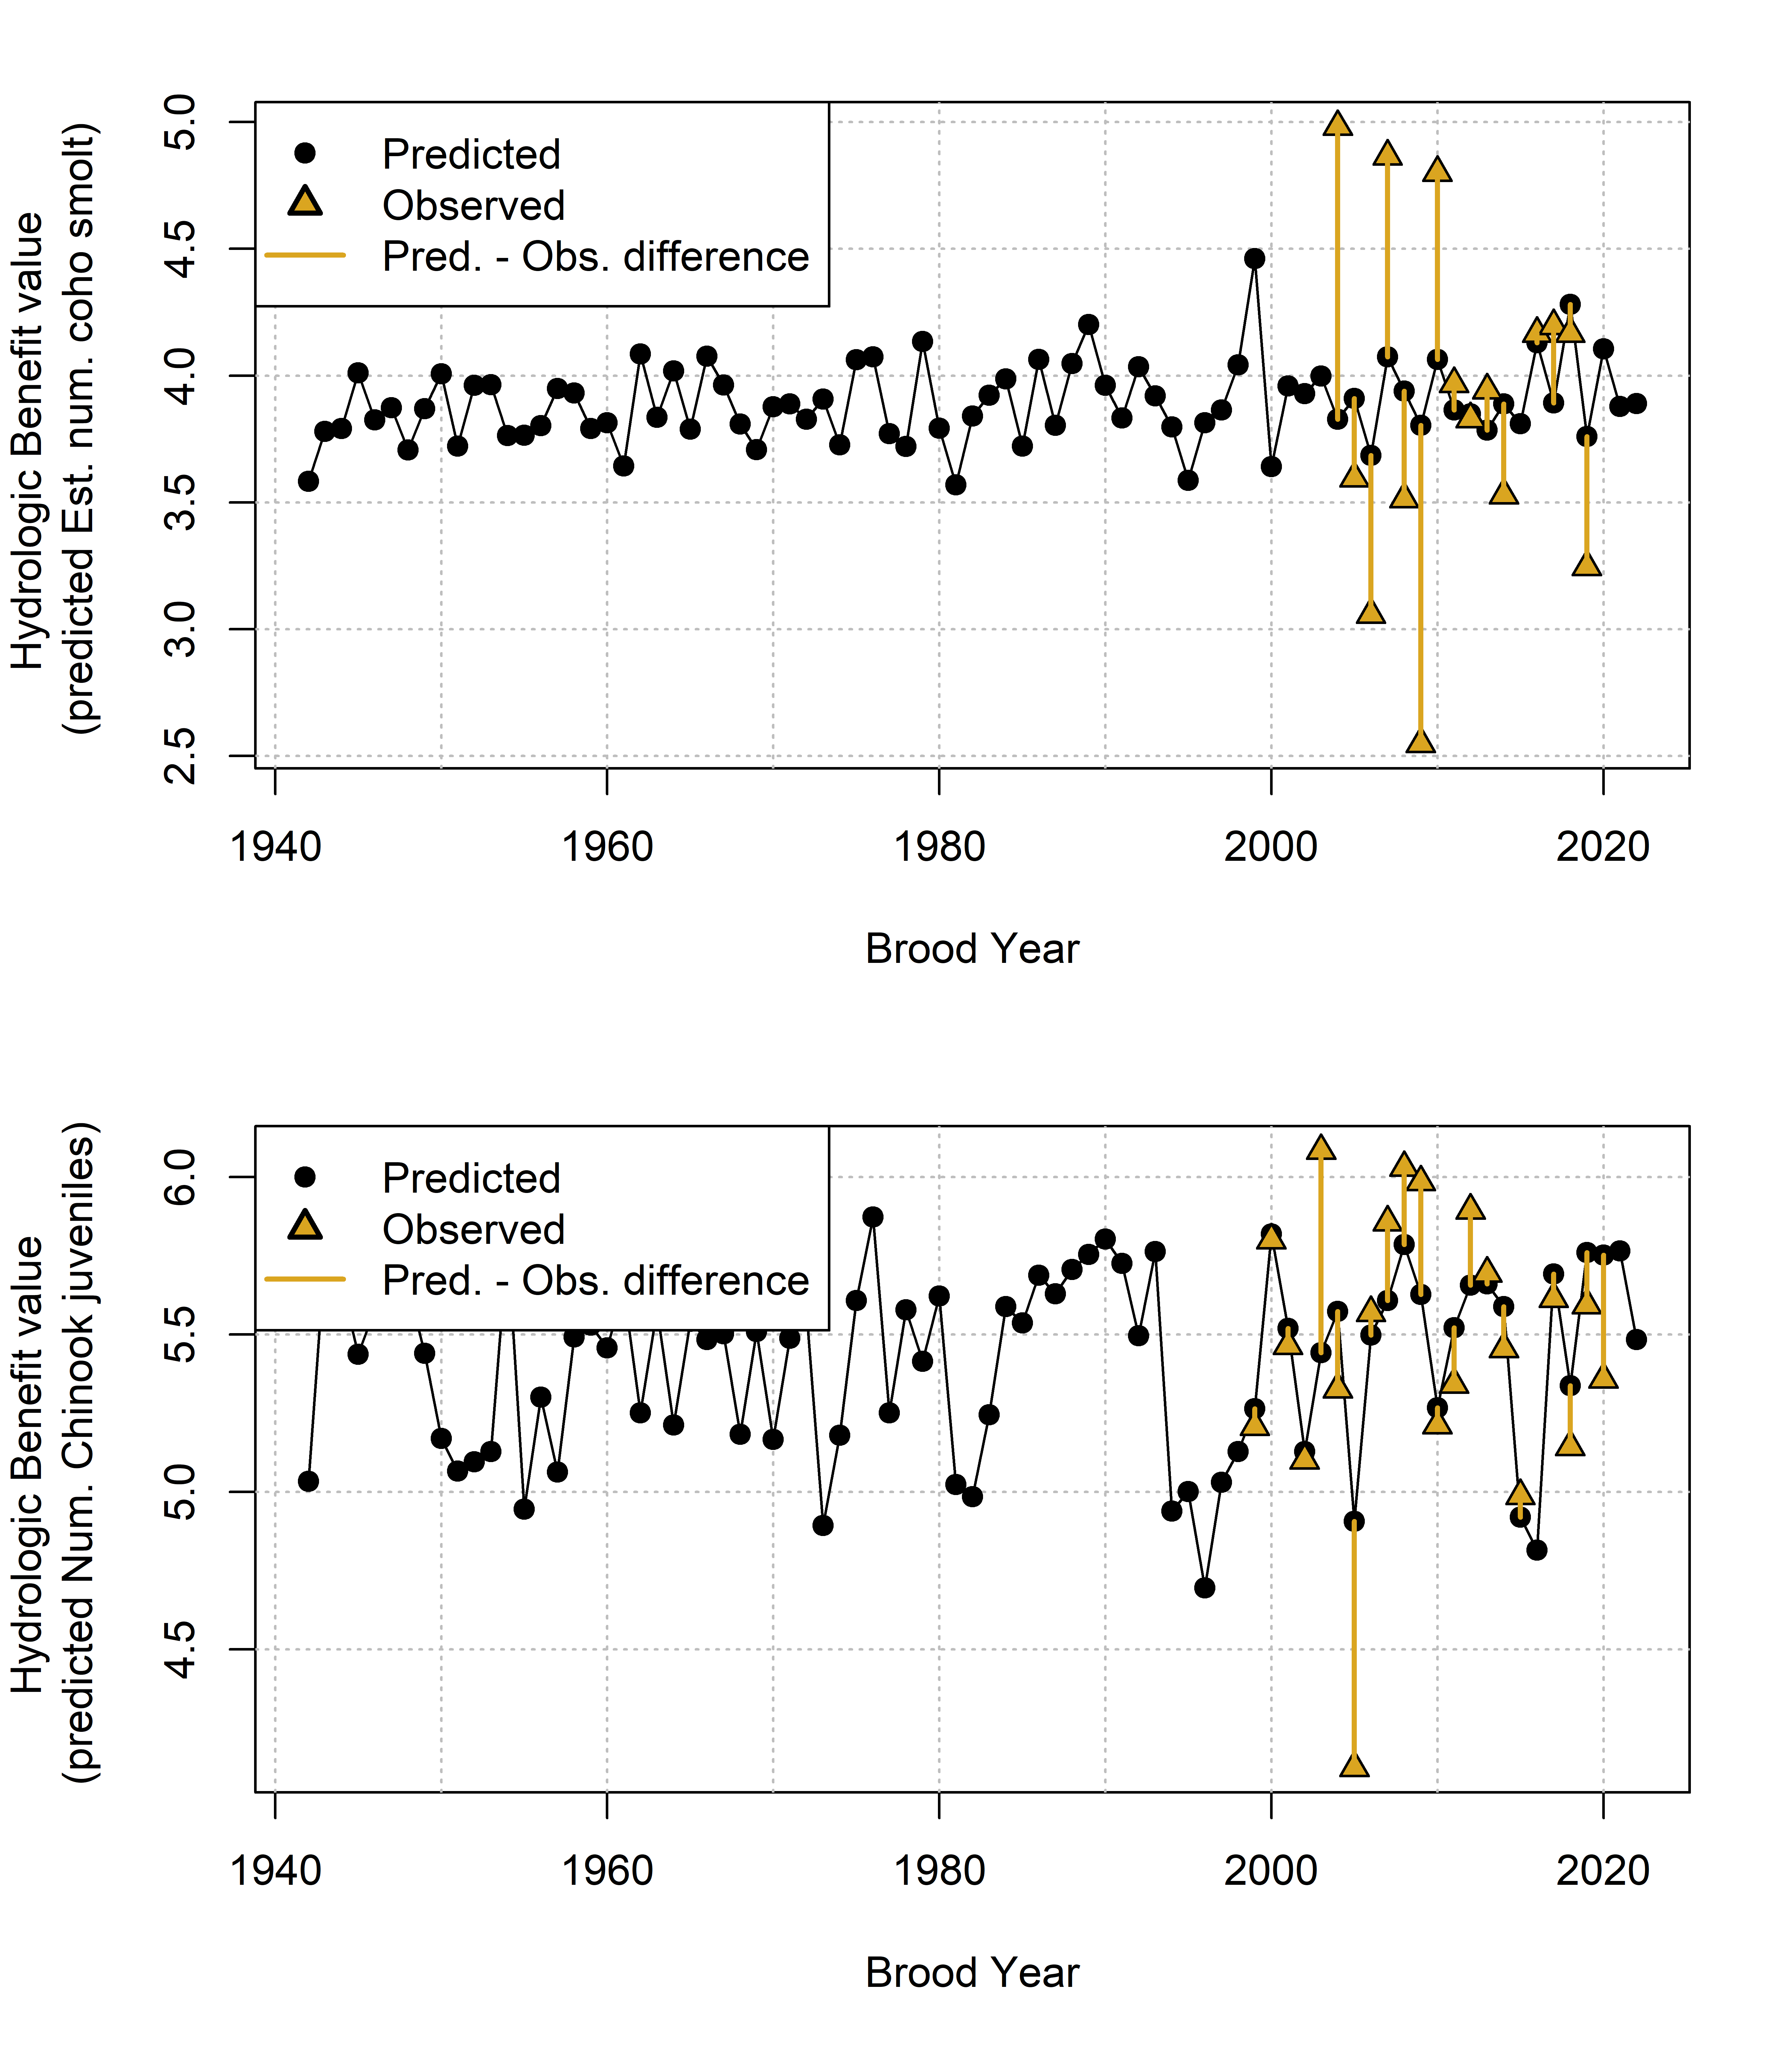 Hydrologic Benefit value
(predicted Est. num. coho smolt)
5.0
4.5
4.0
3.5
3.0
2.5
Predicted
Observed
Pred. - Obs. difference
1940 1960 1980 2000 2020
Brood Year
Hydrologic Benefit value
(predicted Num. Chinook juveniles)
6.0
5.5
5.0
4.5
Predicted
Observed
Pred. - Obs. difference
1940 1960 1980 2000 2020
Brood Year